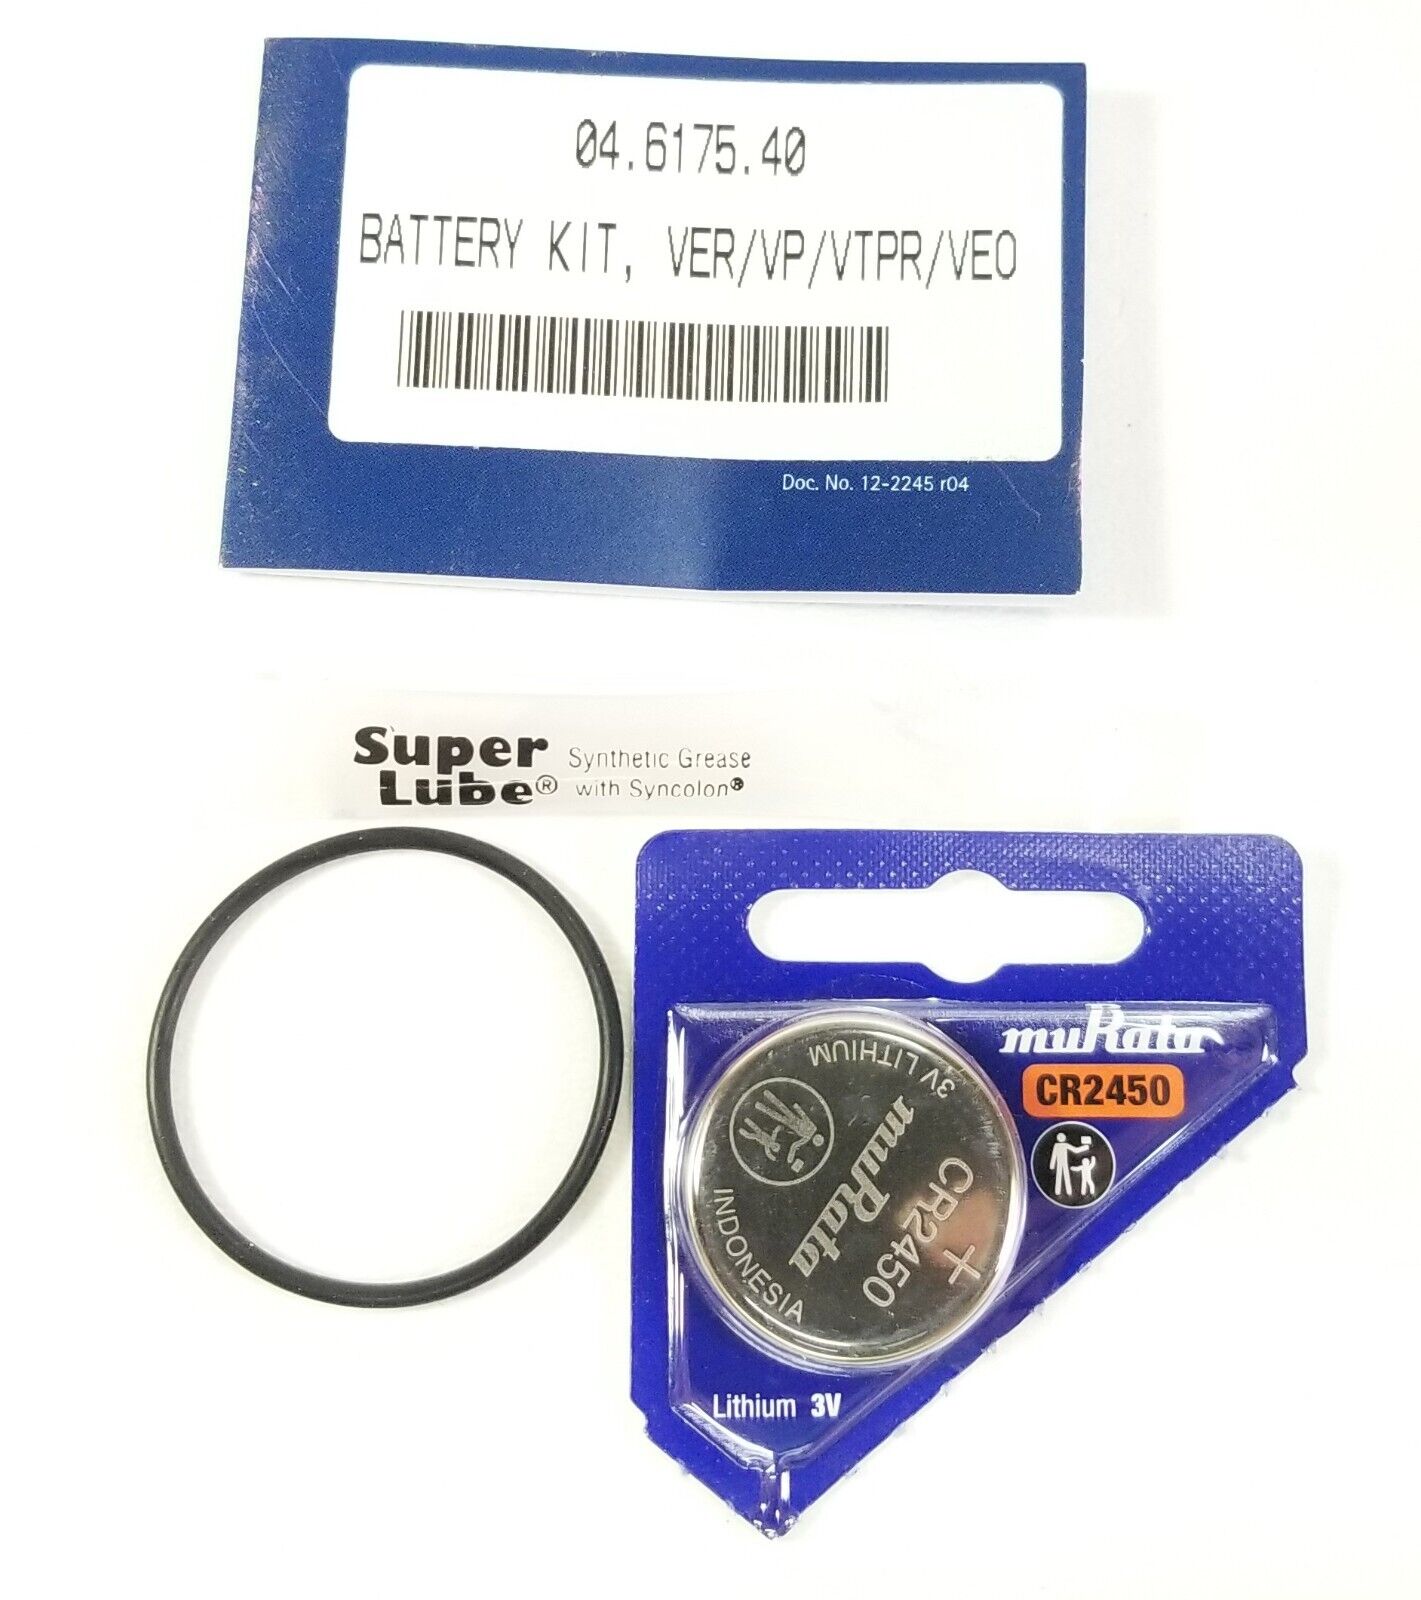 04.6175.40
BATTERY KIT, VER/VP/VTPR/VEO
Doc. No. 12-2245 r04
Super Synthetic Grease
Lube® with Syncolon®
muRata
CR2450
3V LITHIUM
muRata
CR2450
+
INDONESIA
Lithium 3V